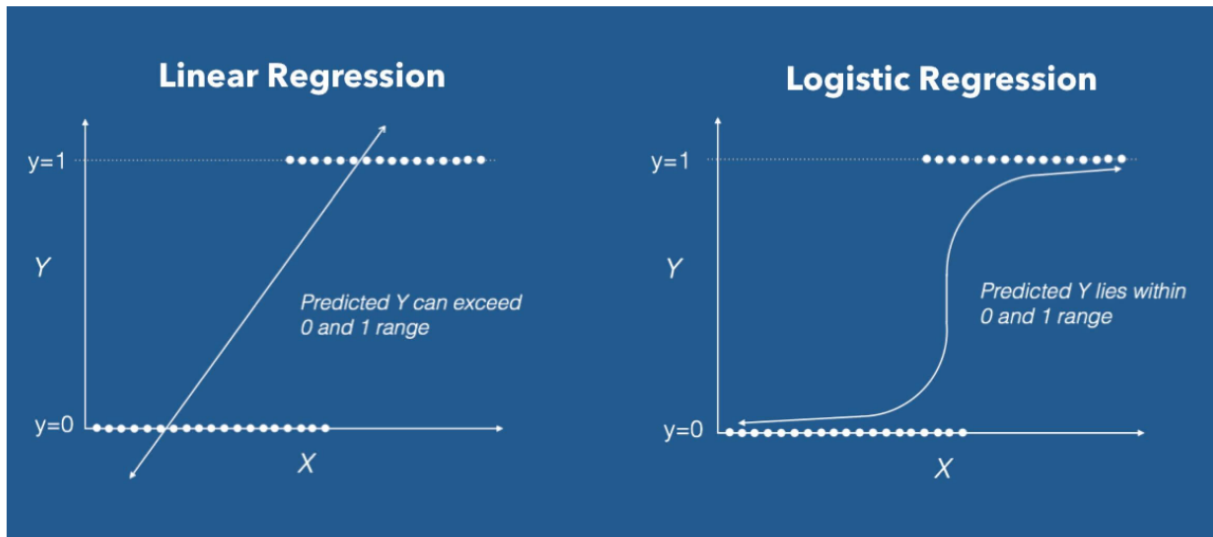 Linear Regression
y=1
Y
Predicted Y can exceed
0 and 1 range
y=0
X
Logistic Regression
y=1
Y
Predicted Y lies within
0 and 1 range
y=0
X